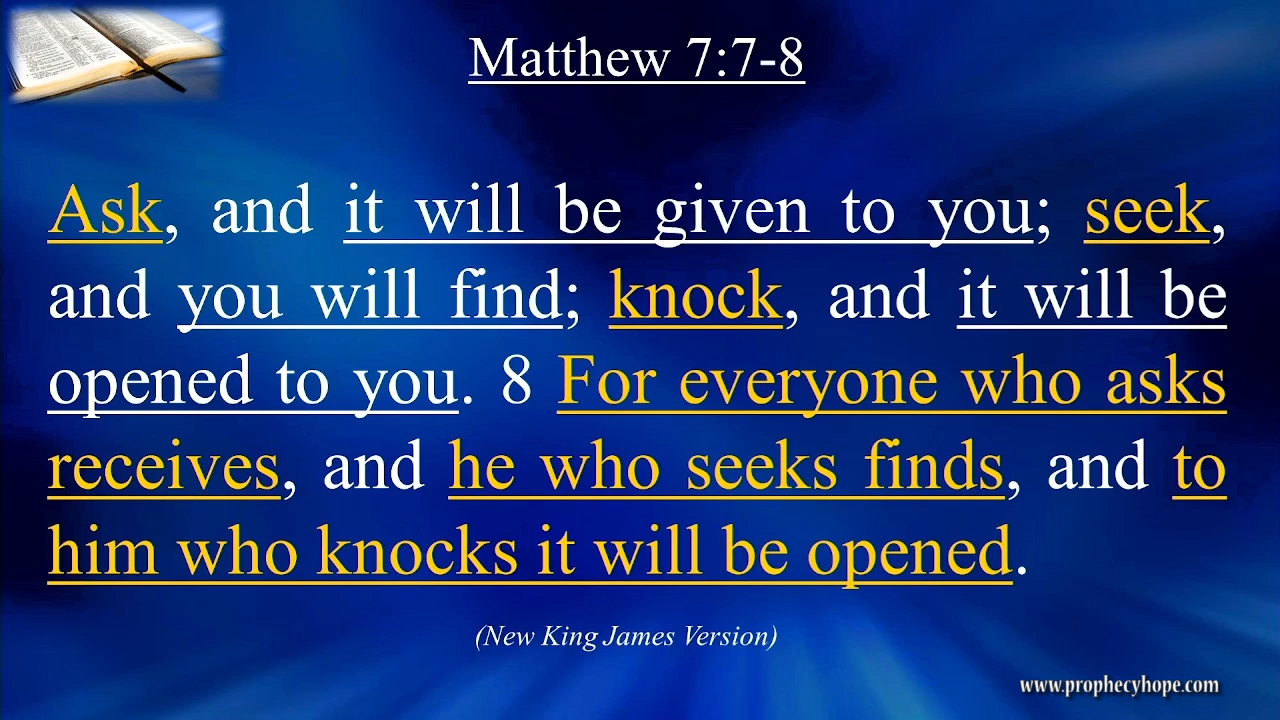 Matthew 7:7-8
Ask, and it will be given to you; seek,
and you will find; knock, and it will be
opened to you. 8 For everyone who asks
receives, and he who seeks finds, and to
him who knocks it will be opened.
(New King James Version)
www.prophecyhope.com